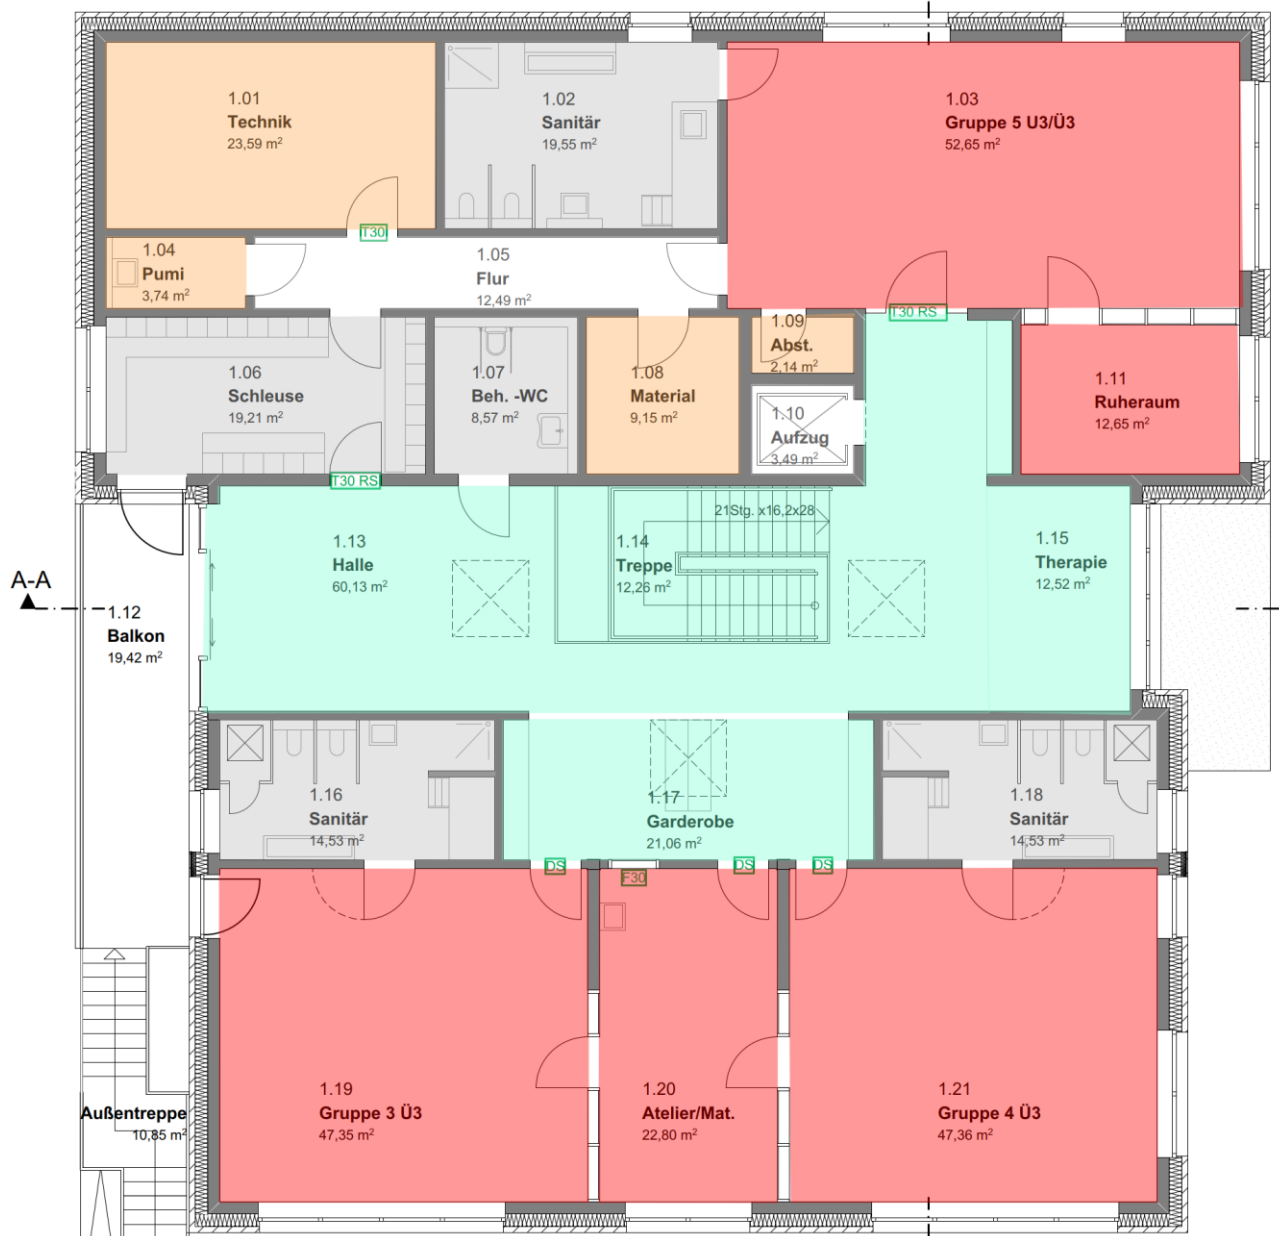 1.01
Technik
23,59 m²
1.02
Sanitär
19,55 m²
1.03
Gruppe 5 U3/Ü3
52,65 m²
T30
1.04
Pumi
3,74 m²
1.05
Flur
12,49 m²
T30 RS
1.09
Abst.
2,14 m²
1.06
Schleuse
19,21 m²
1.07
Beh. -WC
8,57 m²
1.08
Material
9,15 m²
1.10
Aufzug
3,49 m²
1.11
Ruheraum
12,65 m²
T30 RS
21Stg. x16,2x28
1.13
Halle
60,13 m²
1.14
Treppe
12,26 m²
1.15
Therapie
12,52 m²
A-A
1.12
Balkon
19,42 m²
1.16
Sanitär
14,53 m²
1.17
Garderobe
21,06 m²
1.18
Sanitär
14,53 m²
DS
DS
DS
F30
1.19
Gruppe 3 Ü3
47,35 m²
1.20
Atelier/Mat.
22,80 m²
1.21
Gruppe 4 Ü3
47,36 m²
Außentreppe
10,85 m²